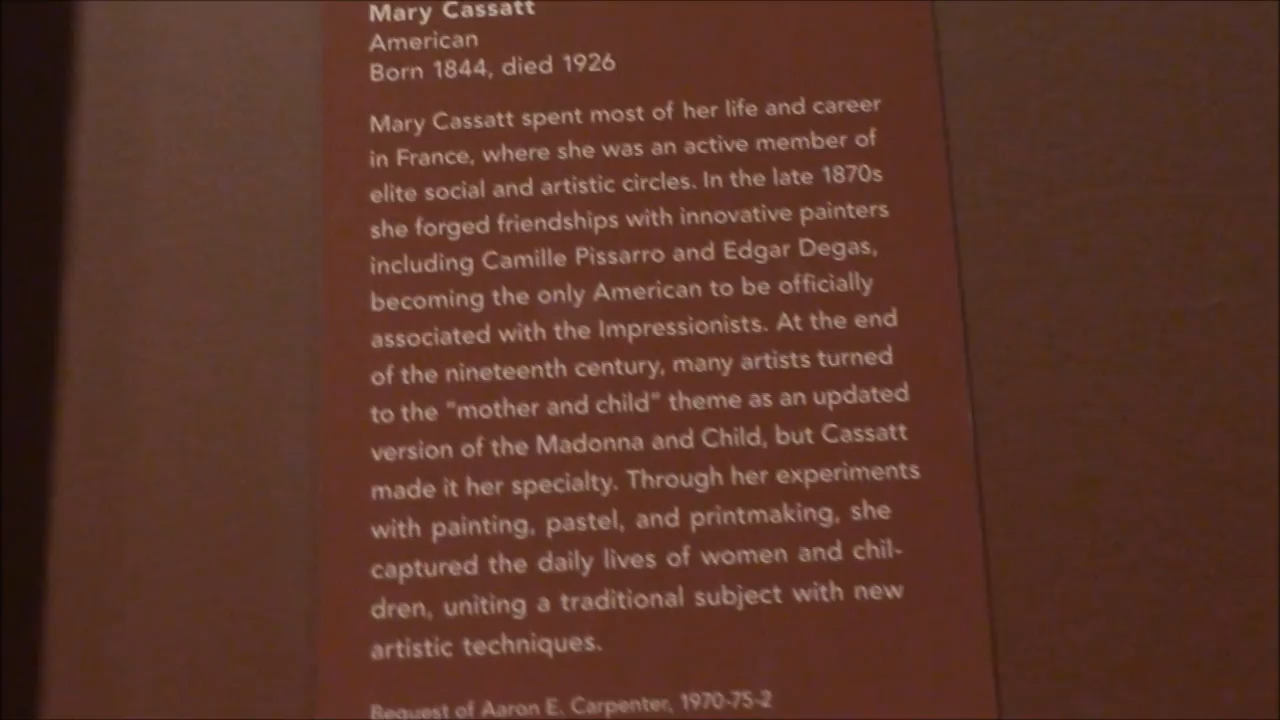 Mary Cassatt
American
Born 1844, died 1926
Mary Cassatt spent most of her life and career
in France, where she was an active member of
elite social and artistic circles. In the late 1870s
she forged friendships with innovative painters
including Camille Pissarro and Edgar Degas,
becoming the only American to be officially
associated with the Impressionists. At the end
of the nineteenth century, many artists turned
to the "mother and child" theme as an updated
version of the Madonna and Child, but Cassatt
made it her specialty. Through her experiments
with painting, pastel, and printmaking, she
captured the daily lives of women and chil-
dren, uniting a traditional subject with new
artistic techniques.
Bequest of Aaron E. Carpenter, 1970-75-2